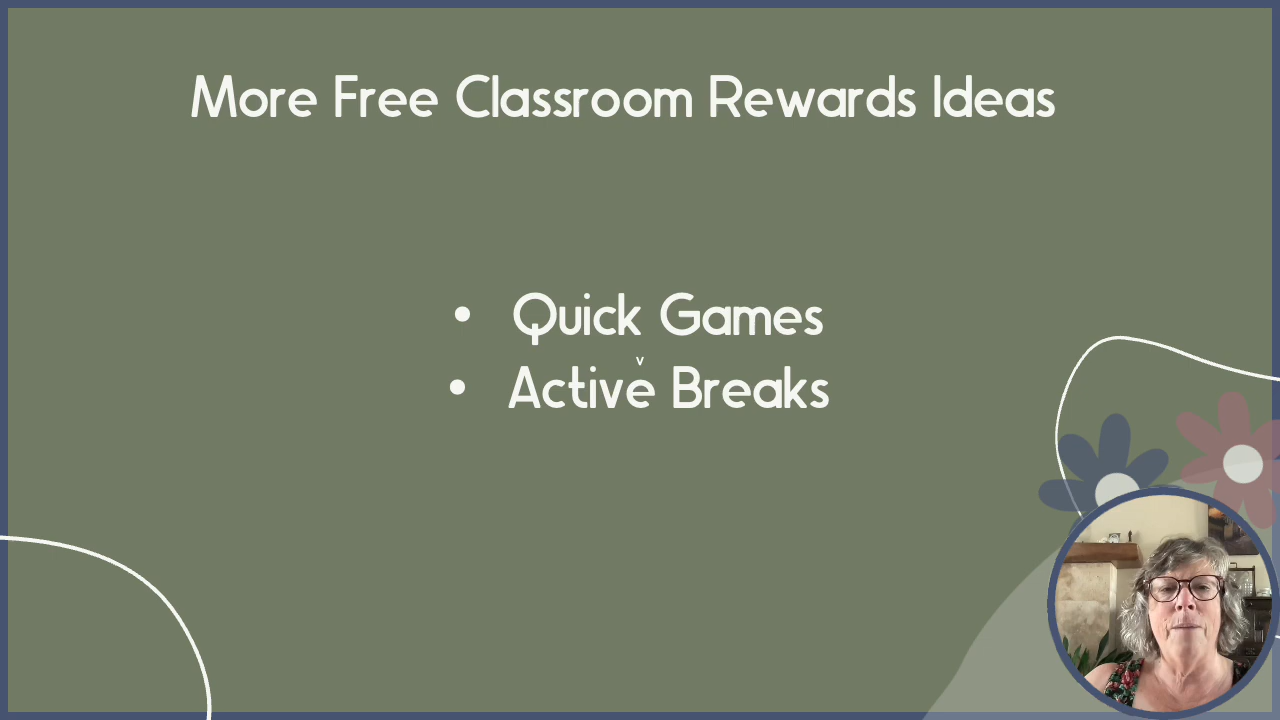 More Free Classroom Rewards Ideas
• Quick Games
v
• Active Breaks